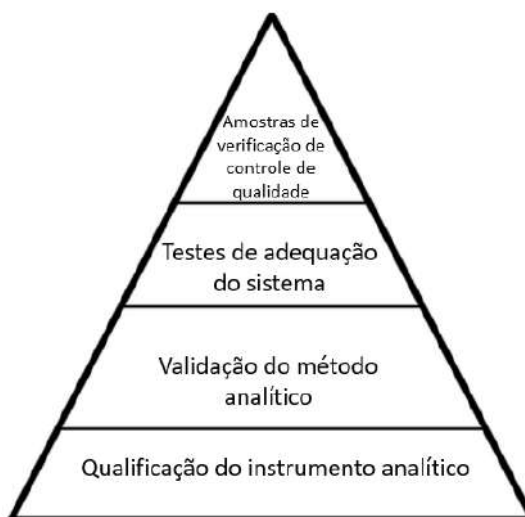 Amostras de
verificação de
controle de
qualidade
Testes de adequação
do sistema
Validação do método
analítico
Qualificação do instrumento analítico